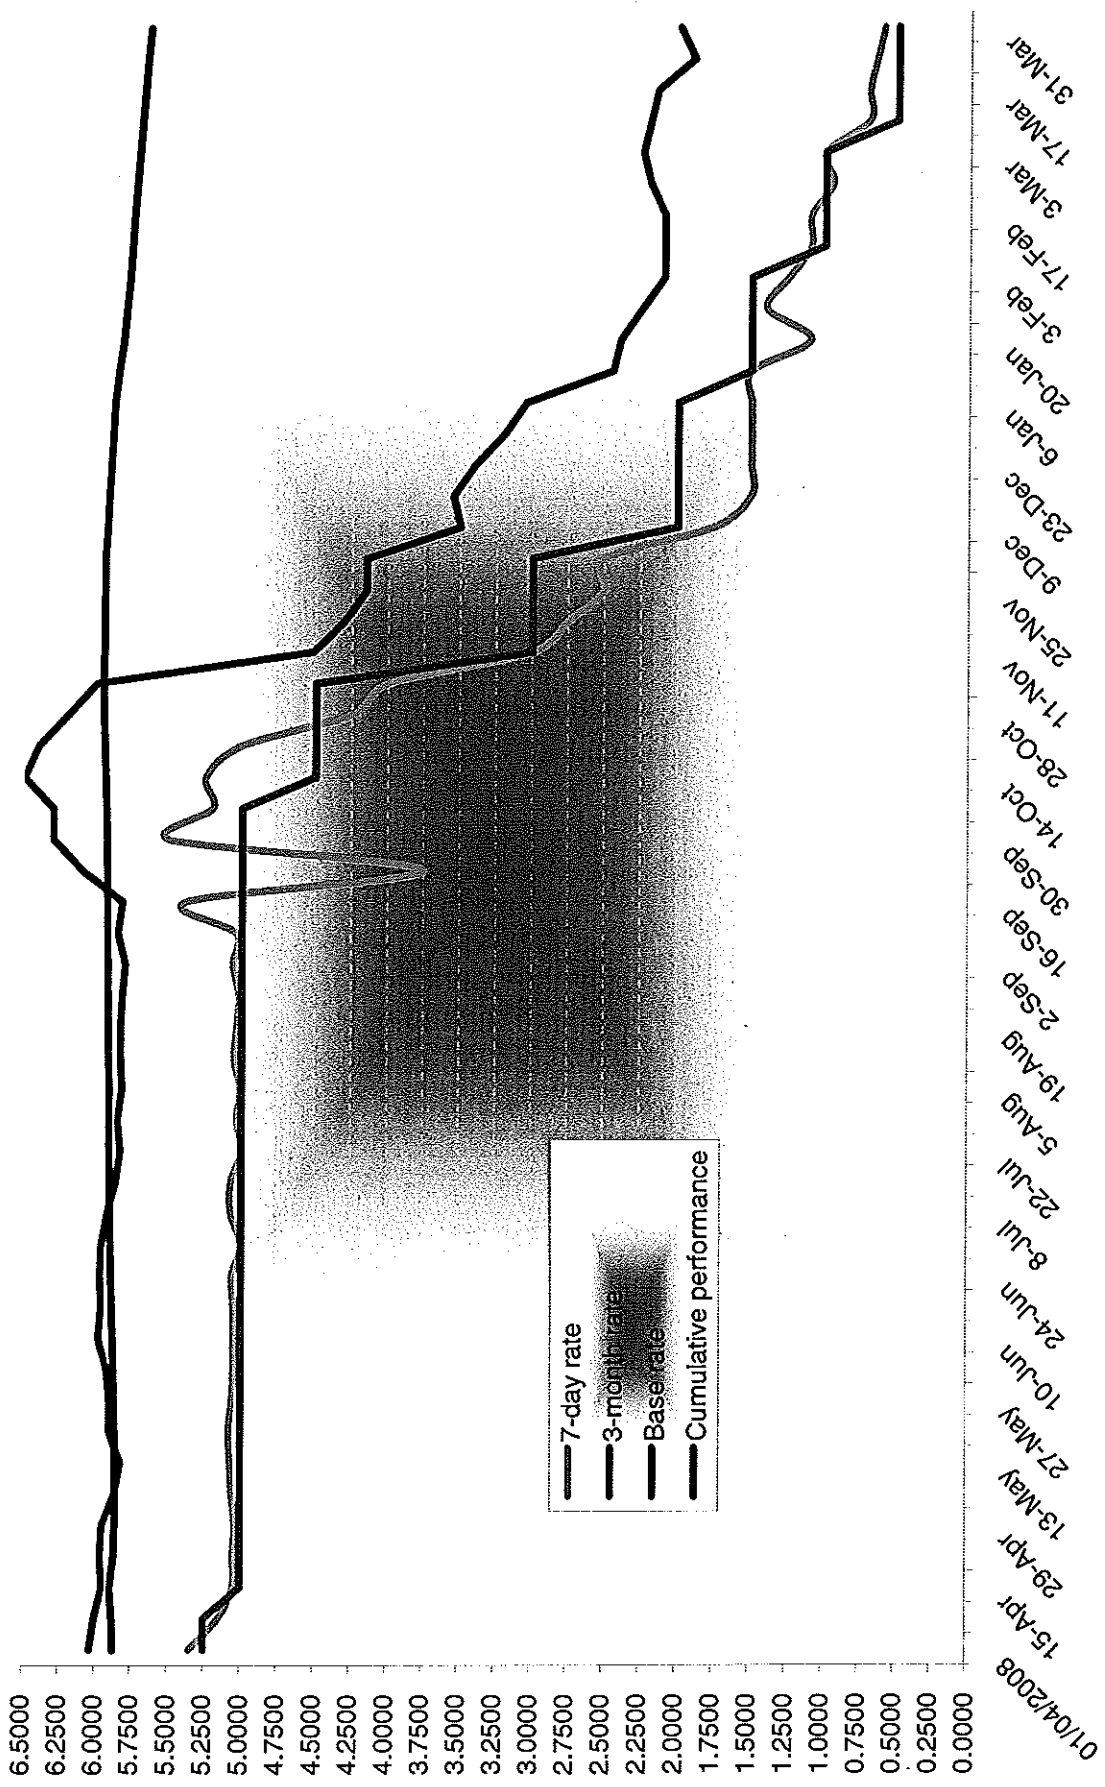 6.5000
6.2500
6.0000
5.7500
5.5000
5.2500
5.0000
4.7500
4.5000
4.2500
4.0000
3.7500
3.5000
3.2500
3.0000
2.7500
2.5000
2.2500
2.0000
1.7500
1.5000
1.2500
1.0000
0.7500
0.5000
0.2500
0.0000
7-day rate
3-month rate
Base rate
Cumulative performance
01/04/2008
15-Apr
29-Apr
13-May
27-May
10-Jun
24-Jun
8-Jul
22-Jul
5-Aug
19-Aug
2-Sep
16-Sep
30-Sep
14-Oct
28-Oct
11-Nov
25-Nov
9-Dec
23-Dec
6-Jan
20-Jan
3-Feb
17-Feb
3-Mar
17-Mar
31-Mar